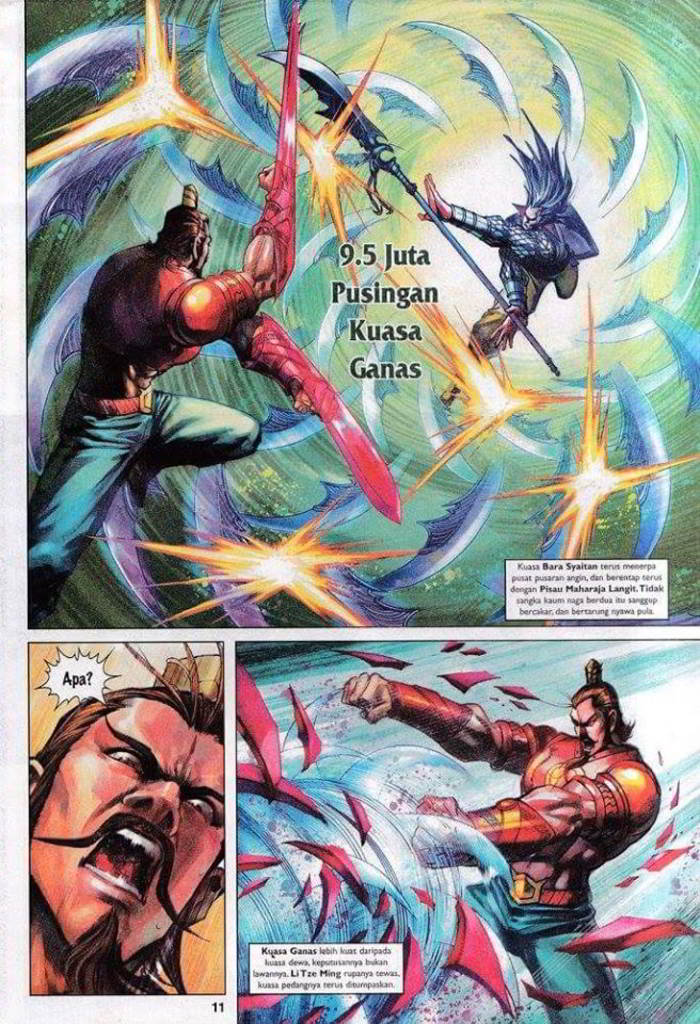 9.5 Juta
Pusingan
Kuasa
Ganas
Kuasa Bara Syaitan terus menerpa
pusat pusaran angin, dan berentap terus
dengan Pisau Maharaja Langit. Tidak
sangka kaum naga berdua itu sanggup
bercakar, dan bertarung nyawa pula.
Apa?
Kuasa Ganas lebih kuat daripada
kuasa dewa, keputusannya bukan
lawannya. Li Tze Ming rupanya tewas,
kuasa pedangnya terus ditumpaskan.
11